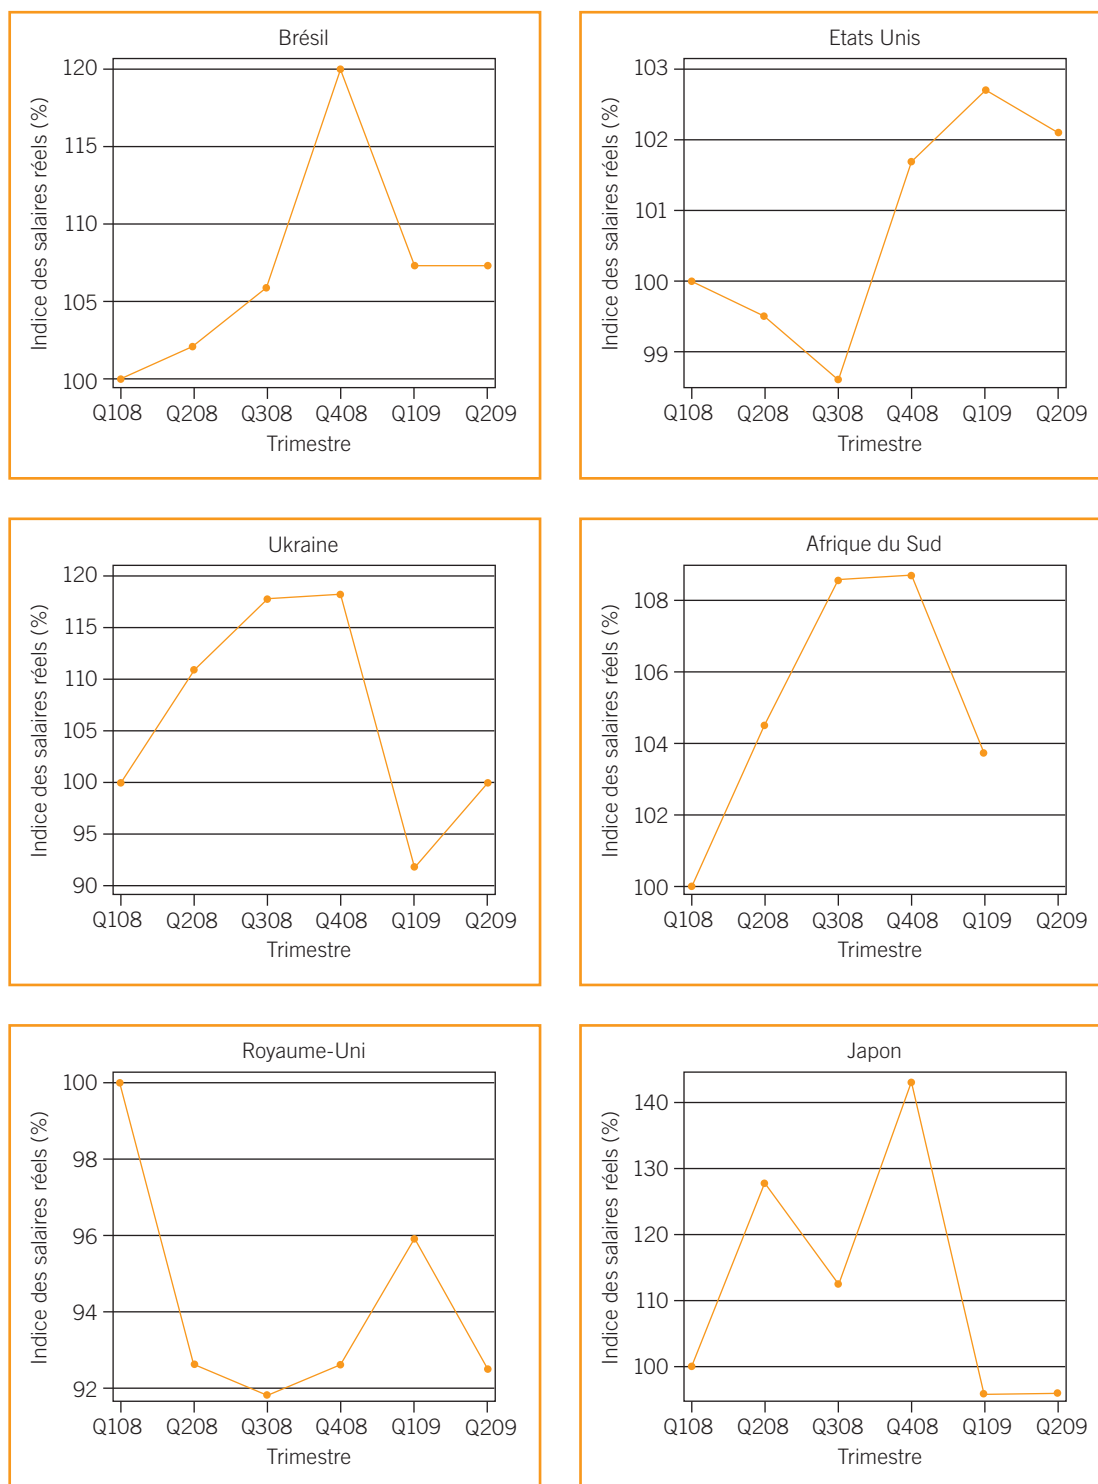 Brésil
Indice des salaires réels (%)
120
115
110
105
100
Q108 Q208 Q308 Q408 Q109 Q209
Trimestre
Etats Unis
Indice des salaires réels (%)
103
102
101
100
99
Q108 Q208 Q308 Q408 Q109 Q209
Trimestre
Ukraine
Indice des salaires réels (%)
120
115
110
105
100
95
90
Q108 Q208 Q308 Q408 Q109 Q209
Trimestre
Afrique du Sud
Indice des salaires réels (%)
108
106
104
102
100
Q108 Q208 Q308 Q408 Q109 Q209
Trimestre
Royaume-Uni
Indice des salaires réels (%)
100
98
96
94
92
Q108 Q208 Q308 Q408 Q109 Q209
Trimestre
Japon
Indice des salaires réels (%)
140
130
120
110
100
Q108 Q208 Q308 Q408 Q109 Q209
Trimestre